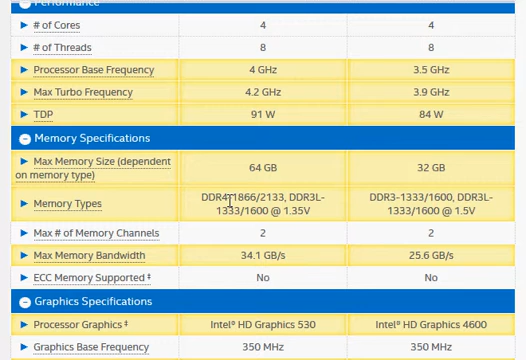 Performance
# of Cores 4 4
# of Threads 8 8
Processor Base Frequency 4 GHz 3.5 GHz
Max Turbo Frequency 4.2 GHz 3.9 GHz
TDP 91 W 84 W
Memory Specifications
Max Memory Size (dependent
on memory type) 64 GB 32 GB
Memory Types DDR4-1866/2133, DDR3L- DDR3-1333/1600, DDR3L-
1333/1600 @ 1.35V 1333/1600 @ 1.5V
Max # of Memory Channels 2 2
Max Memory Bandwidth 34.1 GB/s 25.6 GB/s
ECC Memory Supported ‡ No No
Graphics Specifications
Processor Graphics ‡ Intel® HD Graphics 530 Intel® HD Graphics 4600
Graphics Base Frequency 350 MHz 350 MHz